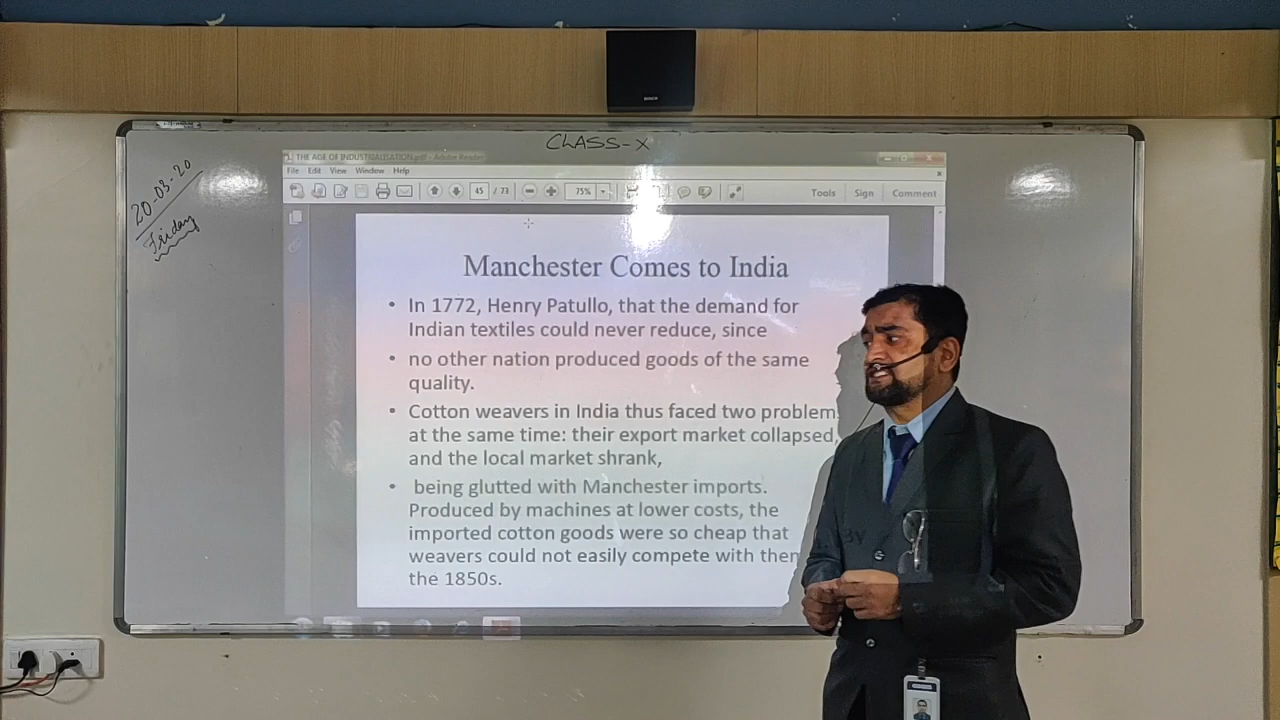 CLASS-X
20-03-20
Friday
THE AGE OF INDUSTRIALISATION.pdf - Adobe Reader
File Edit View Window Help
45 / 73 75% Tools Sign Comment
Manchester Comes to India
• In 1772, Henry Patullo, that the demand for
Indian textiles could never reduce, since
• no other nation produced goods of the same
quality.
• Cotton weavers in India thus faced two problem
at the same time: their export market collapsed,
and the local market shrank,
• being glutted with Manchester imports.
Produced by machines at lower costs, the
imported cotton goods were so cheap that
weavers could not easily compete with them
the 1850s.
BY